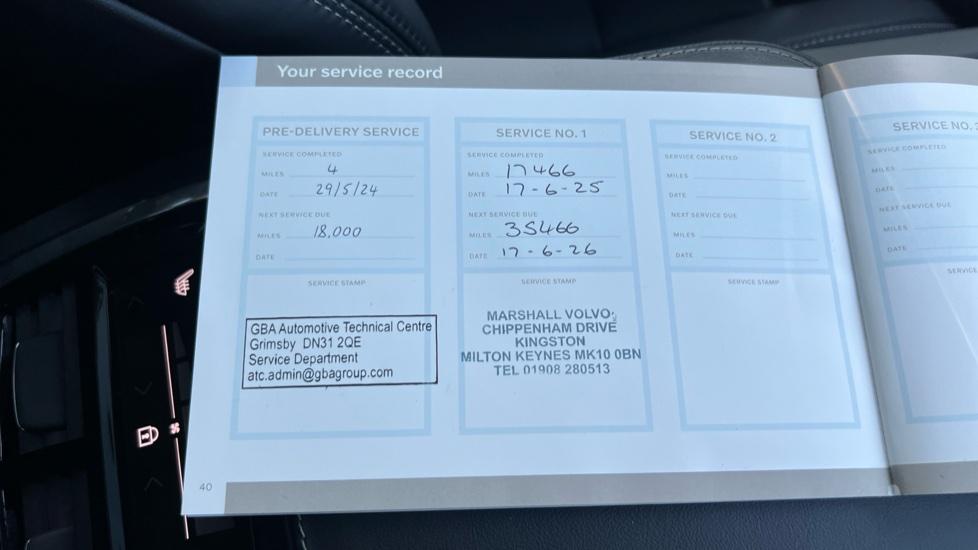 Your service record
PRE-DELIVERY SERVICE
SERVICE COMPLETED
MILES 4
DATE 29/5/24
NEXT SERVICE DUE
MILES 18,000
DATE
SERVICE STAMP
GBA Automotive Technical Centre
Grimsby DN31 2QE
Service Department
atc.admin@gbagroup.com
SERVICE NO. 1
SERVICE COMPLETED
MILES 17466
DATE 17-6-25
NEXT SERVICE DUE
MILES 35466
DATE 17-6-26
SERVICE STAMP
MARSHALL VOLVO
CHIPPENHAM DRIVE
KINGSTON
MILTON KEYNES MK10 0BN
TEL 01908 280513
SERVICE NO. 2
SERVICE COMPLETED
MILES
DATE
NEXT SERVICE DUE
MILES
DATE
SERVICE STAMP
SERVICE NO.
SERVICE COMPLETED
MILES
DATE
NEXT SERVICE DUE
MILES
DATE
SERVICE
40